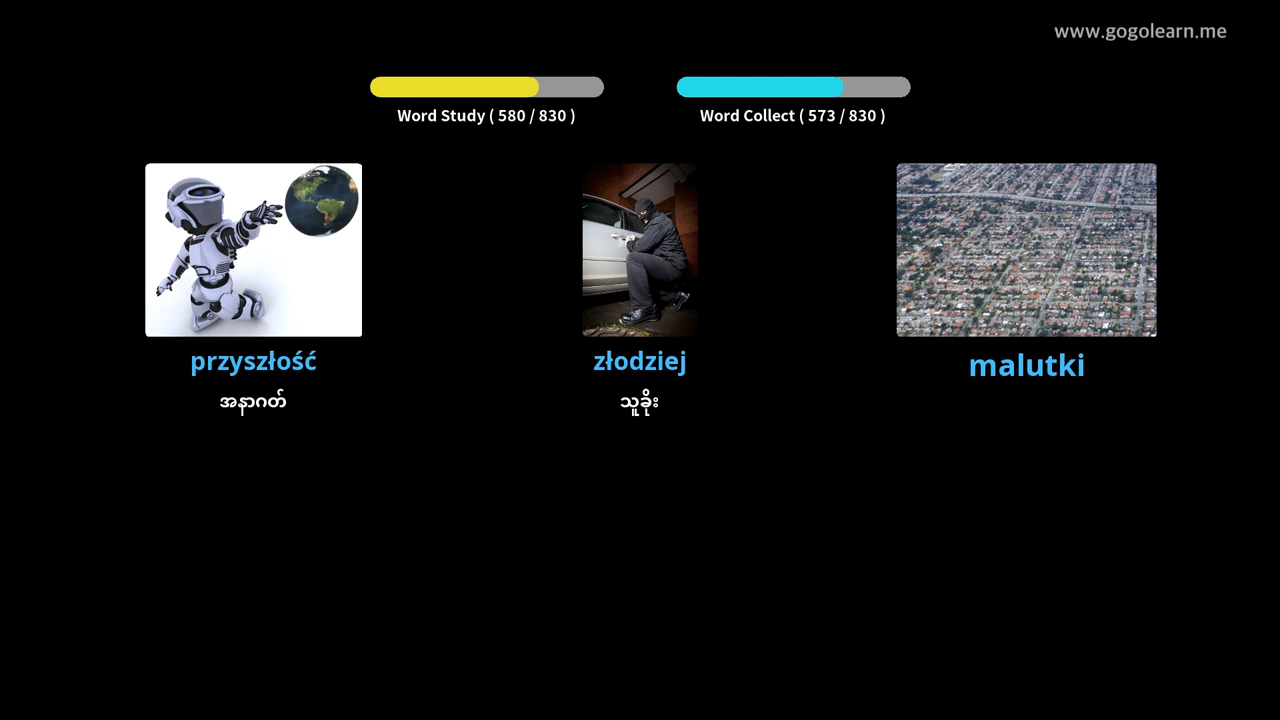 www.gogolearn.me
Word Study ( 580 / 830 )
Word Collect ( 573 / 830 )
przyszłość
złodziej
malutki
အနာဂတ်
သူခိုး